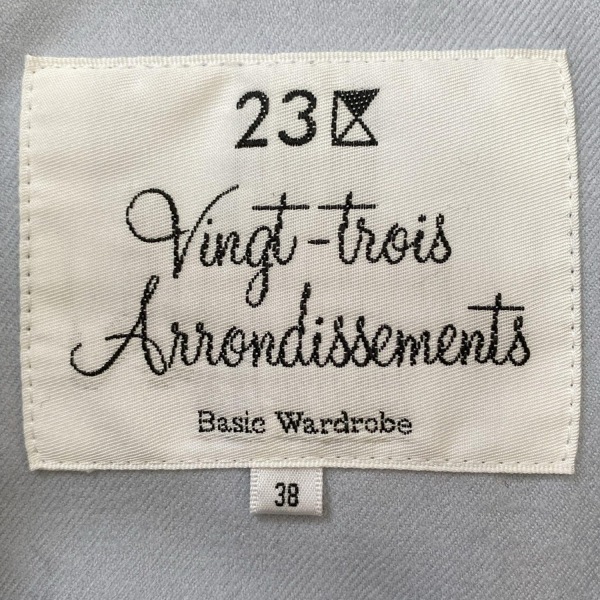 23区
Vingt-trois
Arrondissements
Basic Wardrobe
38